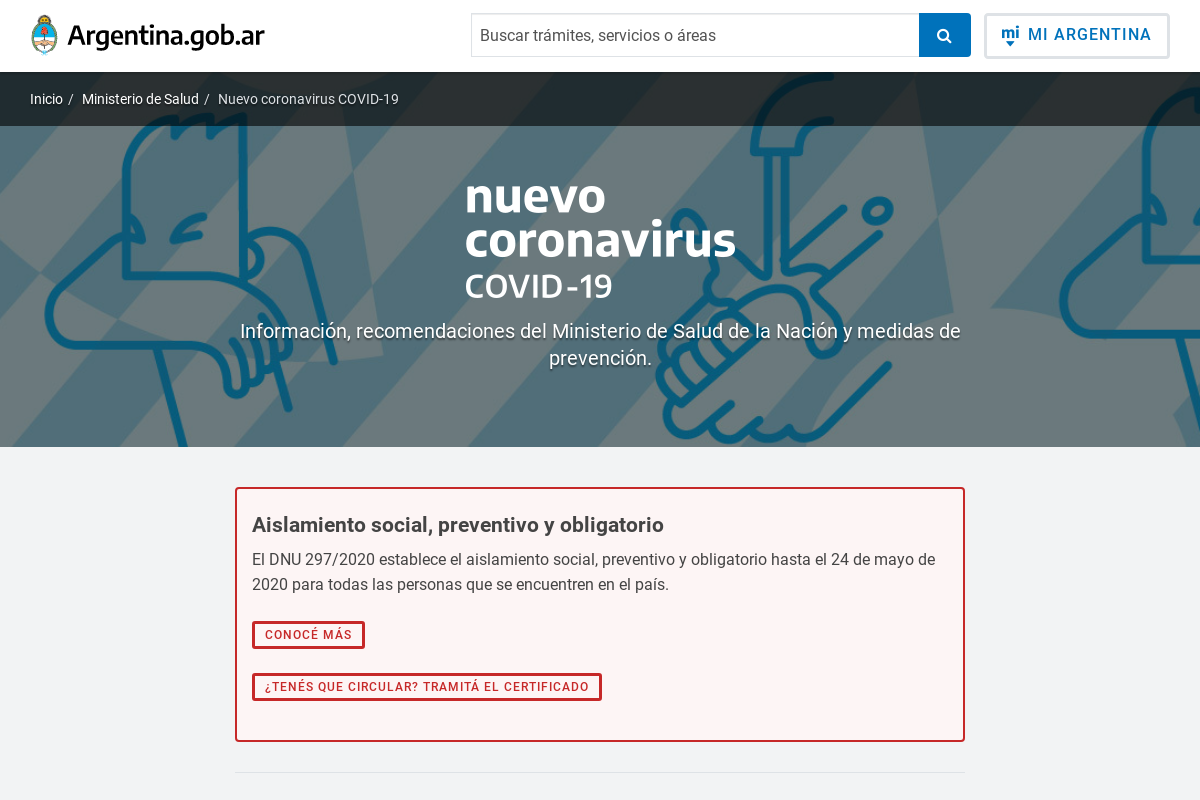 Argentina.gob.ar
Buscar trámites, servicios o áreas
mi MI ARGENTINA
Inicio / Ministerio de Salud / Nuevo coronavirus COVID-19
nuevo
coronavirus
COVID-19
Información, recomendaciones del Ministerio de Salud de la Nación y medidas de
prevención.
Aislamiento social, preventivo y obligatorio
El DNU 297/2020 establece el aislamiento social, preventivo y obligatorio hasta el 24 de mayo de
2020 para todas las personas que se encuentren en el país.
CONOCÉ MÁS
¿TENÉS QUE CIRCULAR? TRAMITÁ EL CERTIFICADO